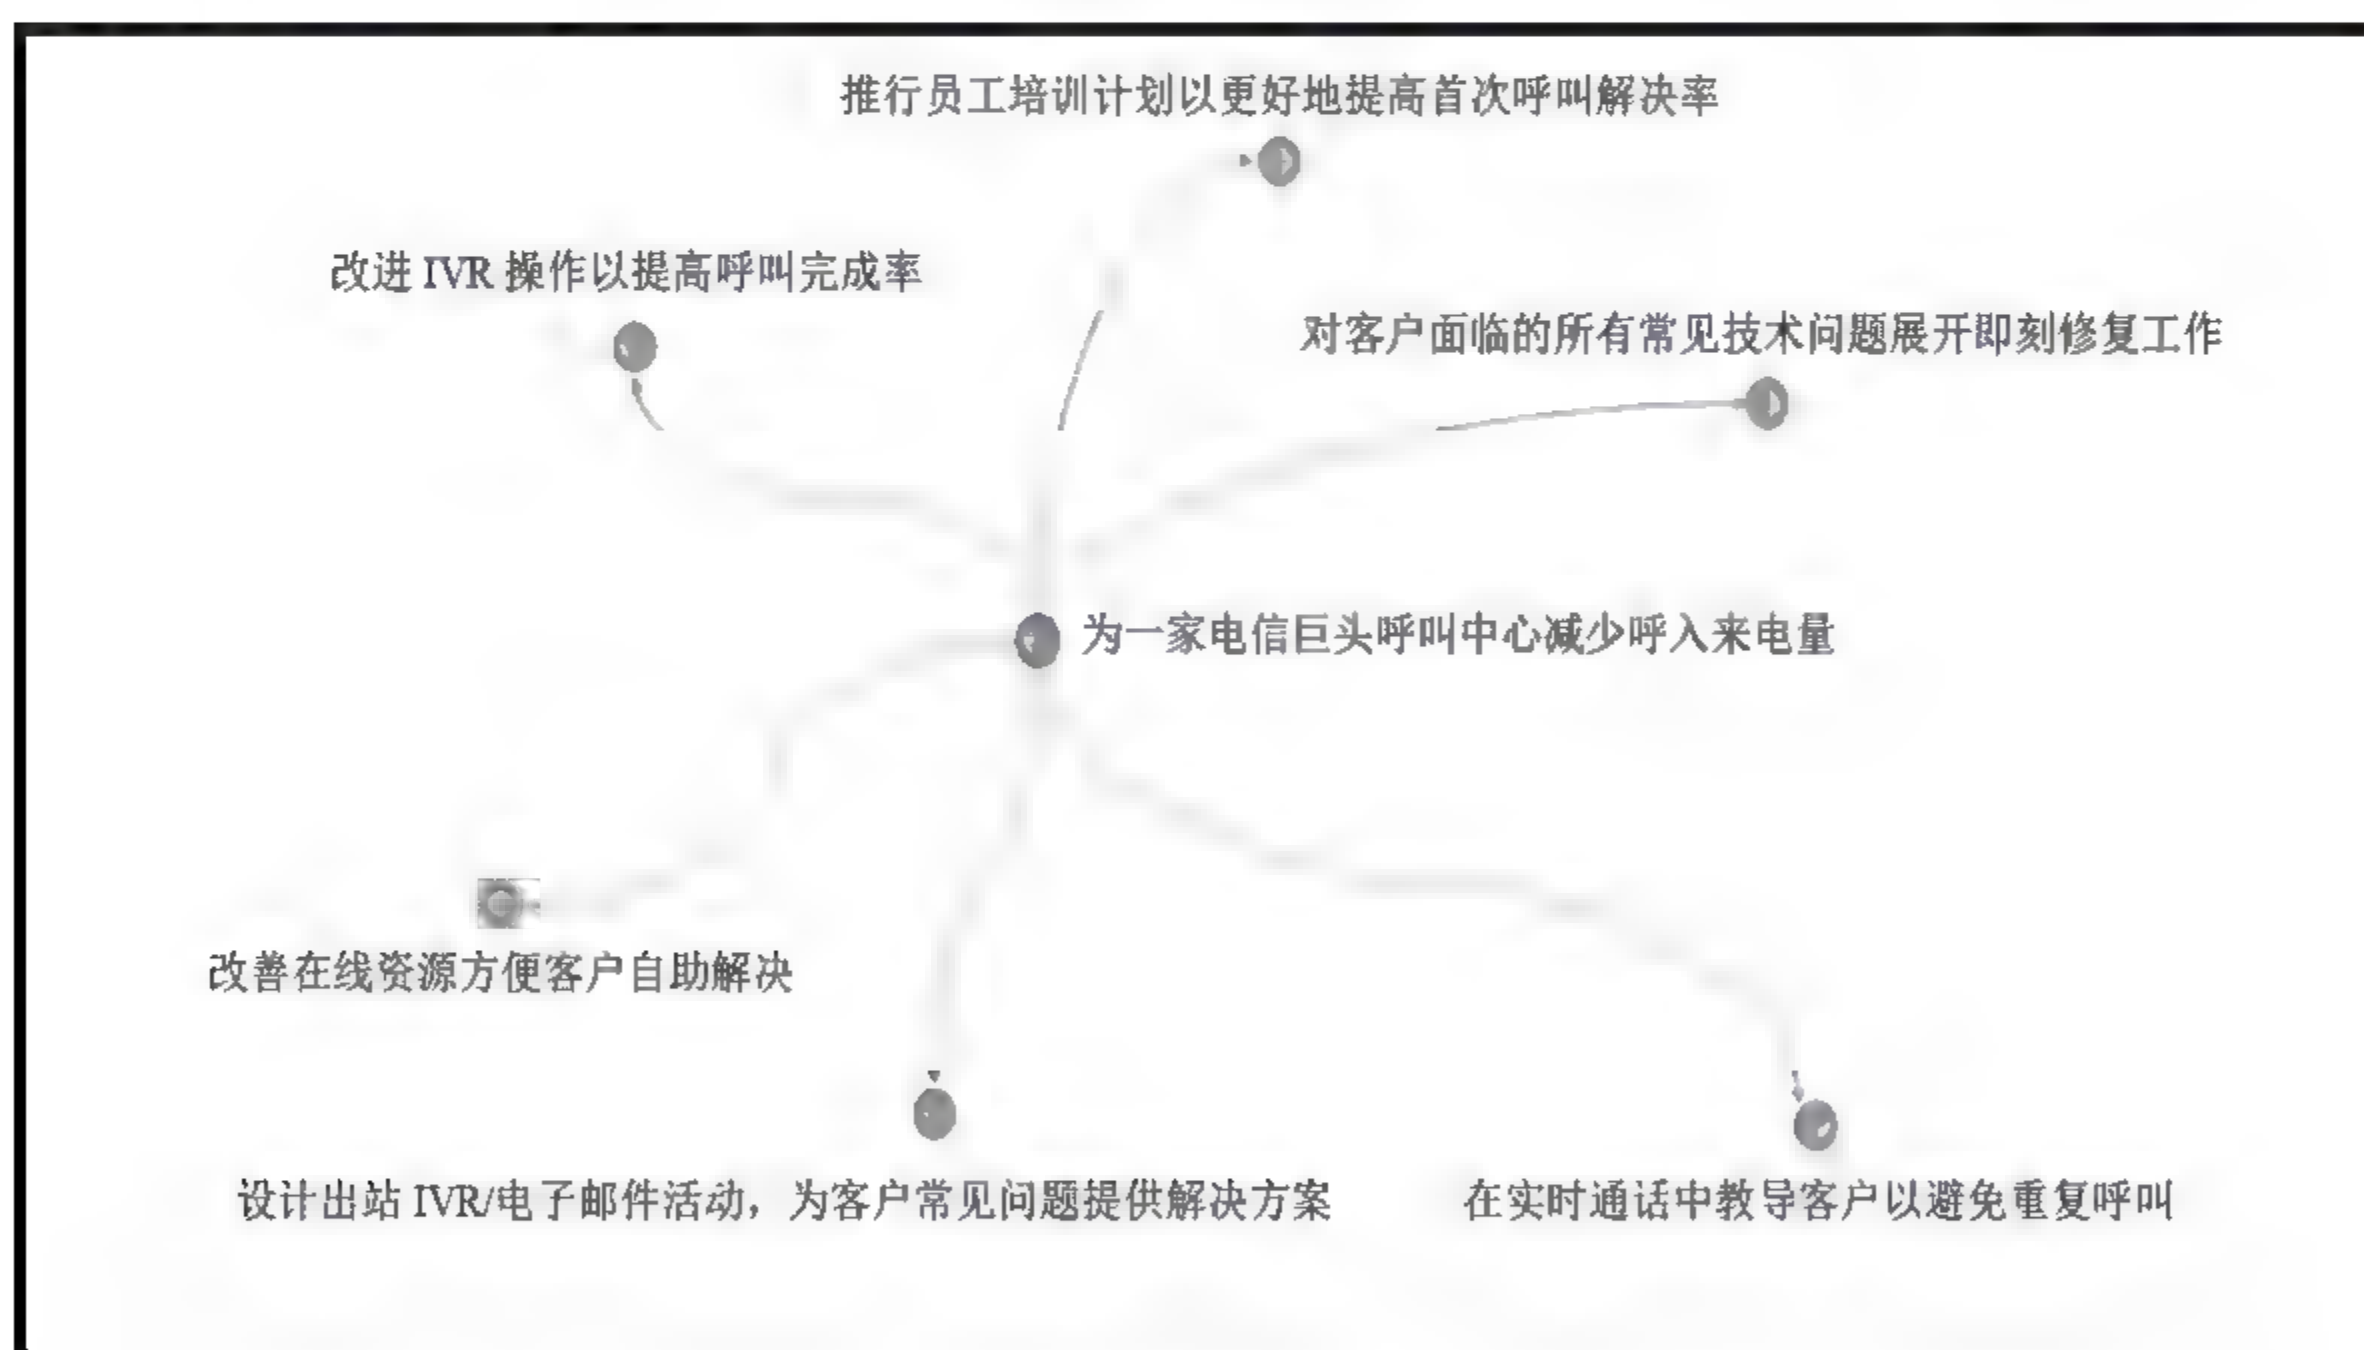 推行员工培训计划以更好地提高首次呼叫解决率
改进 IVR 操作以提高呼叫完成率
对客户面临的所有常见技术问题展开即刻修复工作
为一家电信巨头呼叫中心减少呼入来电量
改善在线资源方便客户自助解决
设计出站 IVR/电子邮件活动，为客户常见问题提供解决方案
在实时通话中教导客户以避免重复呼叫